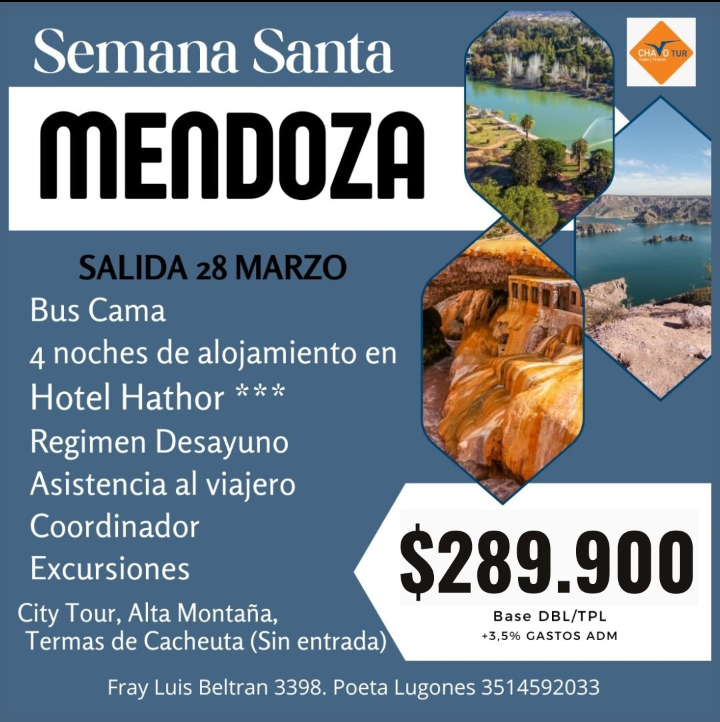 Semana Santa
CHAVO TUR
MENDOZA
SALIDA 28 MARZO
Bus Cama
4 noches de alojamiento en
Hotel Hathor ***
Regimen Desayuno
Asistencia al viajero
Coordinador
Excursiones
City Tour, Alta Montaña,
Termas de Cacheuta (Sin entrada)
$289.900
Base DBL/TPL
+3,5% GASTOS ADM
Fray Luis Beltran 3398. Poeta Lugones 3514592033